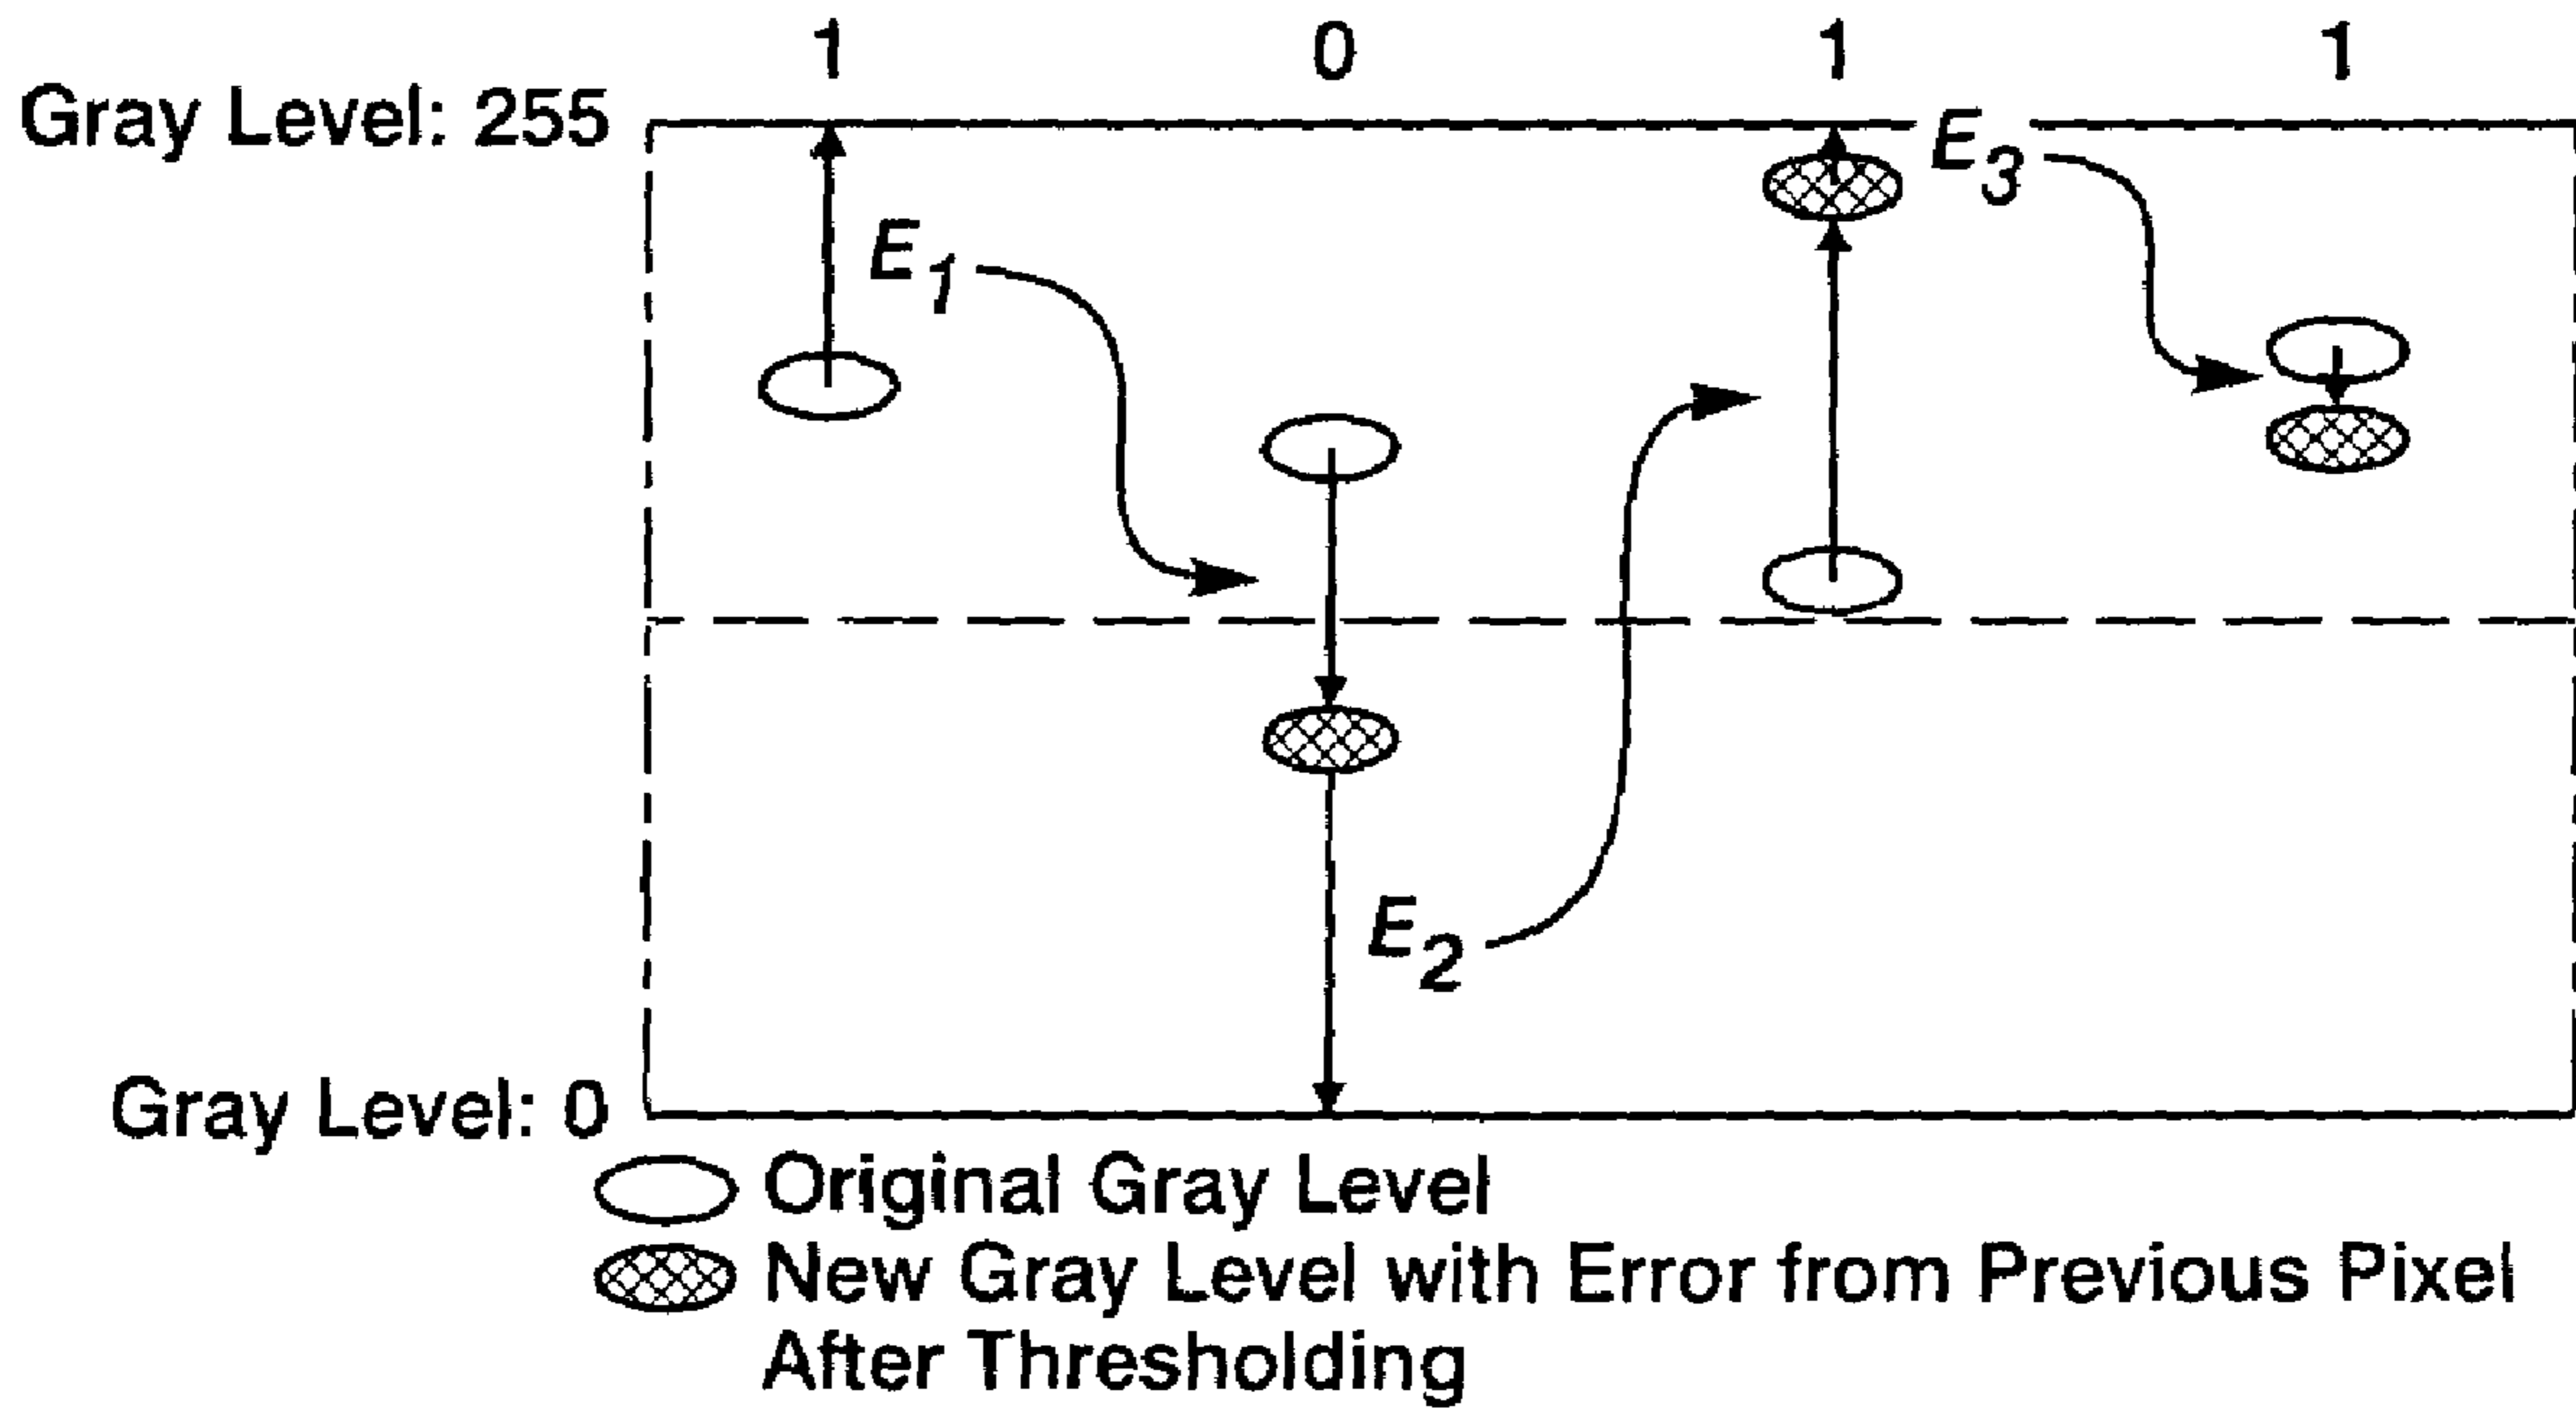 1 0 1 1
Gray Level: 255
E3
E1
E2
Gray Level: 0
Original Gray Level
New Gray Level with Error from Previous Pixel
After Thresholding